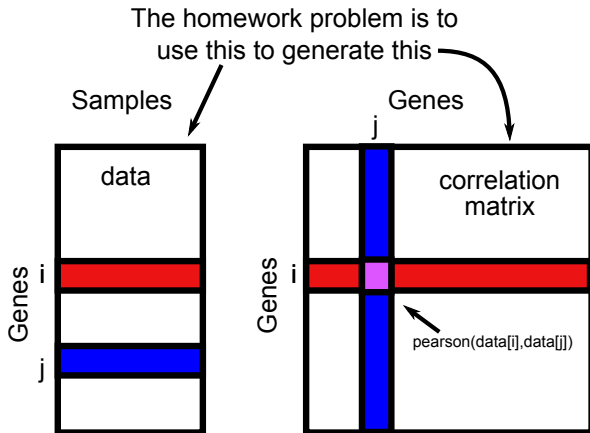 The homework problem is to
use this to generate this
Samples
Genes
j
data
correlation
matrix
i
i
Genes
Genes
j
pearson(data[i],data[j])